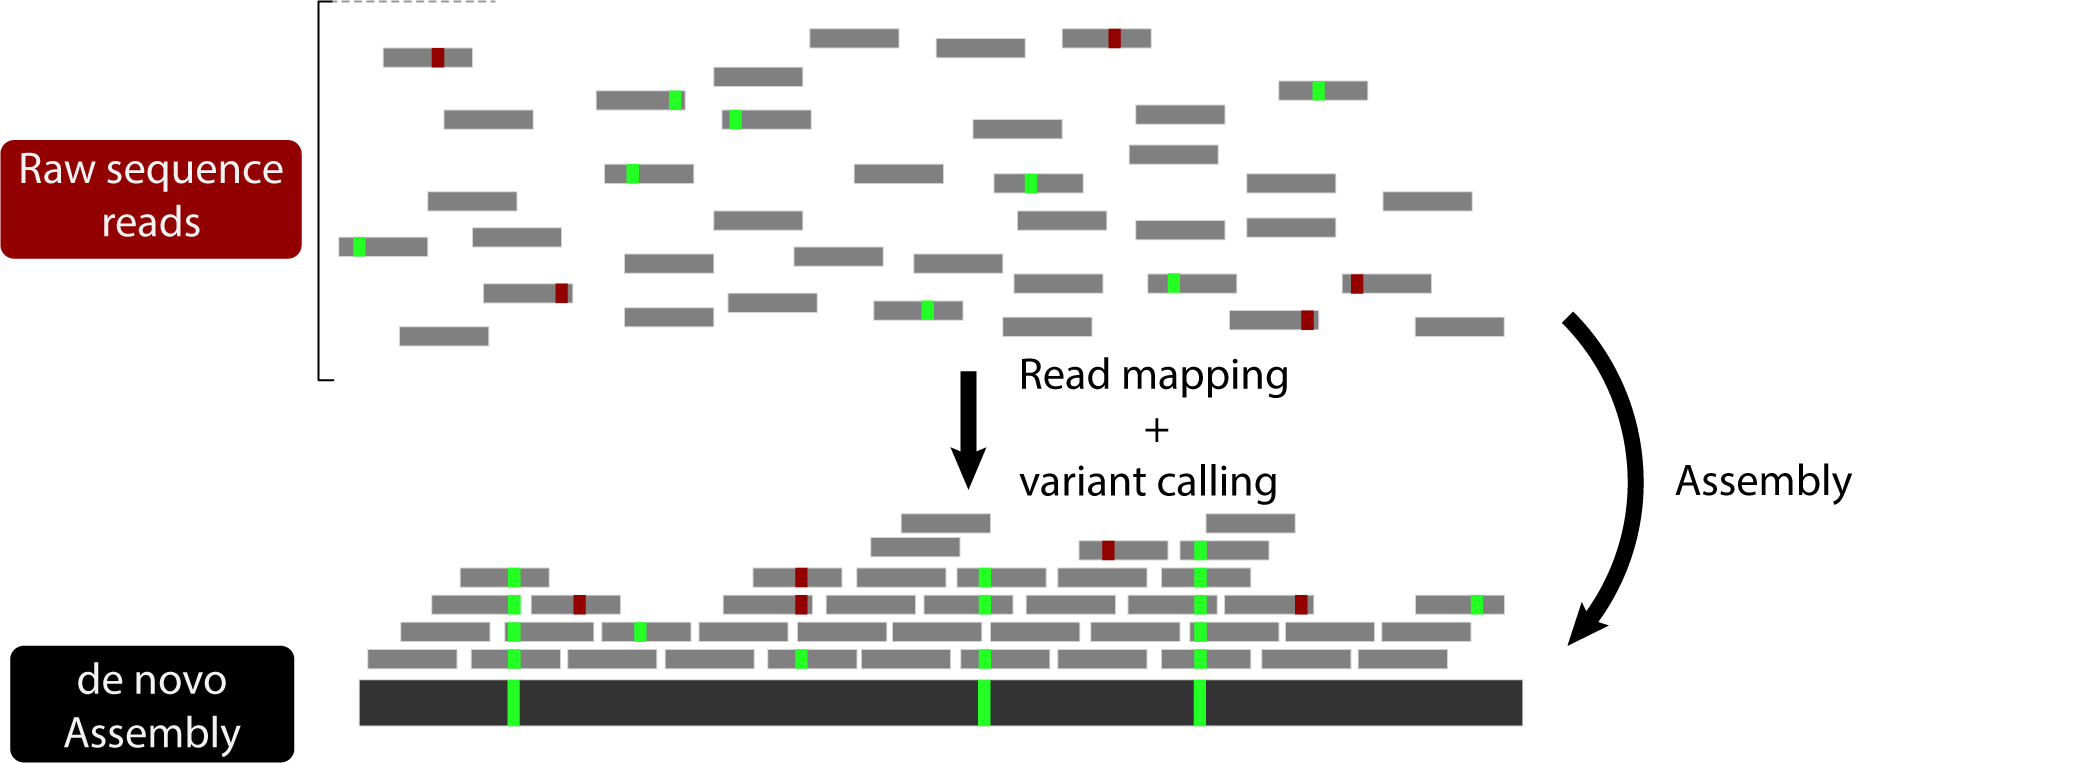 Raw sequence
reads
Read mapping
+
variant calling
Assembly
de novo
Assembly